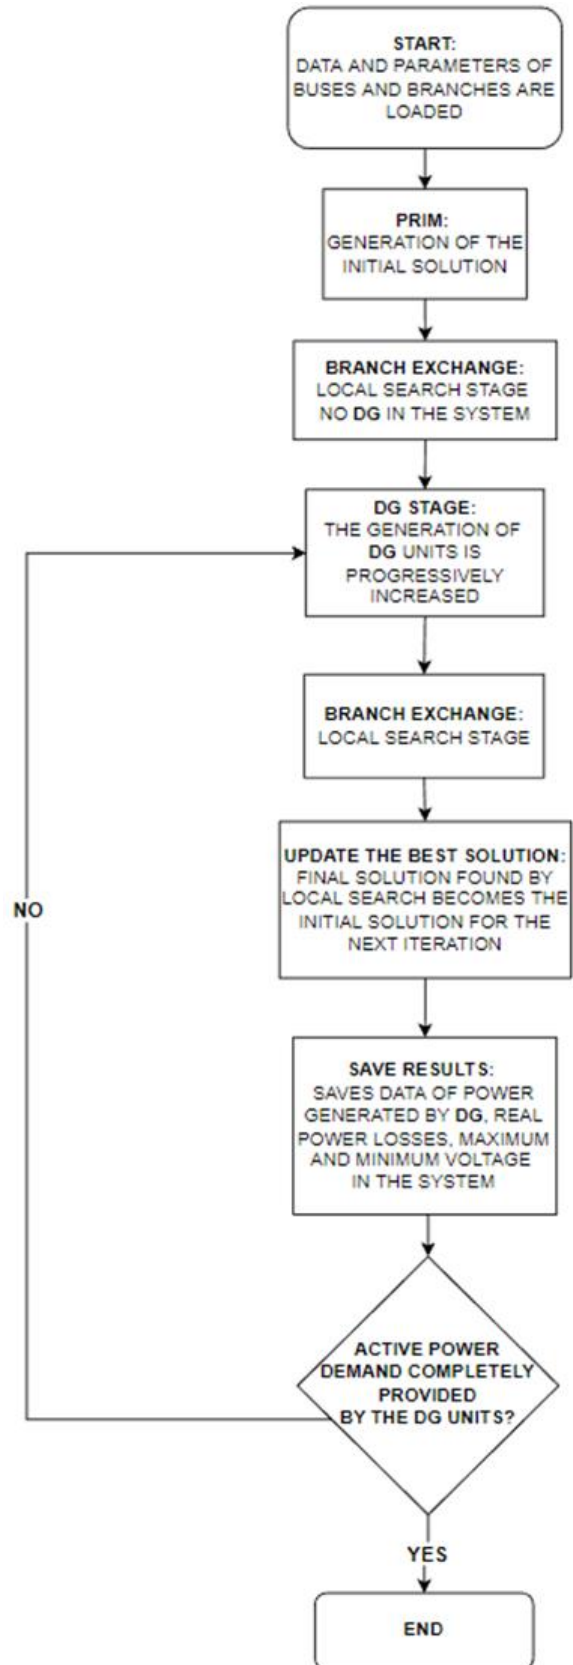 START:
DATA AND PARAMETERS OF
BUSES AND BRANCHES ARE
LOADED
PRIM:
GENERATION OF THE
INITIAL SOLUTION
BRANCH EXCHANGE:
LOCAL SEARCH STAGE
NO DG IN THE SYSTEM
DG STAGE:
THE GENERATION OF
DG UNITS IS
PROGRESSIVELY
INCREASED
BRANCH EXCHANGE:
LOCAL SEARCH STAGE
UPDATE THE BEST SOLUTION:
FINAL SOLUTION FOUND BY
LOCAL SEARCH BECOMES THE
INITIAL SOLUTION FOR THE
NEXT ITERATION
NO
SAVE RESULTS:
SAVES DATA OF POWER
GENERATED BY DG, REAL
POWER LOSSES, MAXIMUM
AND MINIMUM VOLTAGE
IN THE SYSTEM
ACTIVE POWER
DEMAND COMPLETELY
PROVIDED
BY THE DG UNITS?
YES
END